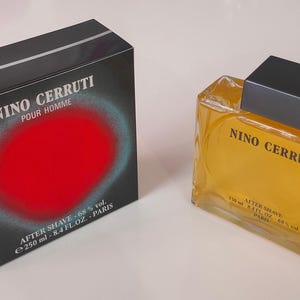 NINO CERRUTI
POUR HOMME
AFTER SHAVE - 68 % vol.
e 250 ml - 8.4 FL.OZ. - PARIS
NINO CERRU
AFTER SHAVE
PARIS